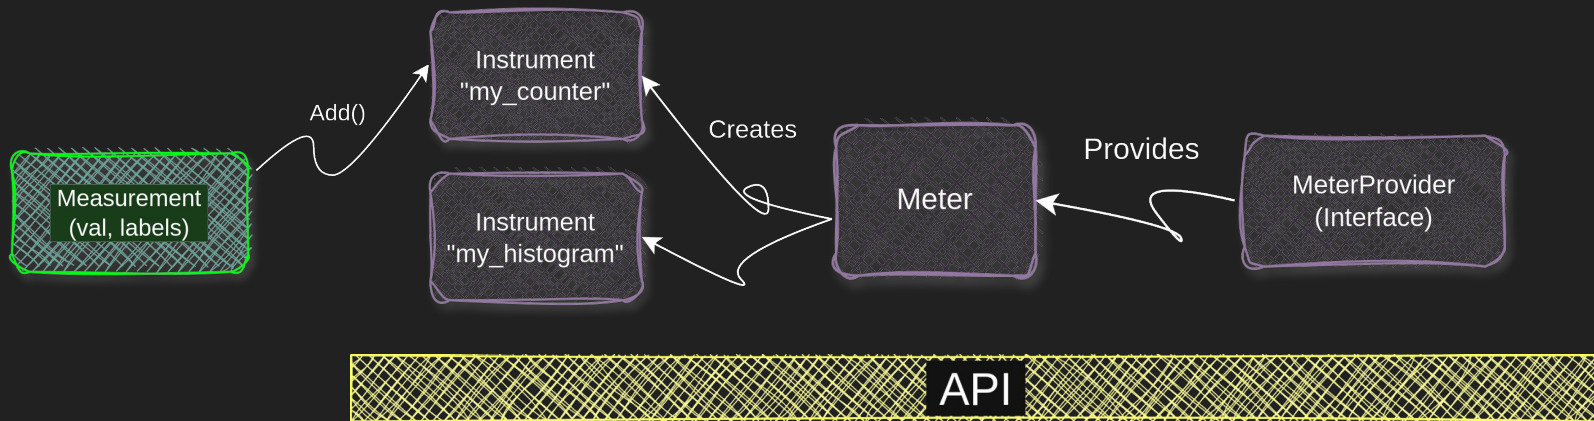 Instrument
"my_counter"
Add()
Creates
Measurement
(val, labels)
Instrument
"my_histogram"
Meter
Provides
MeterProvider
(Interface)
API